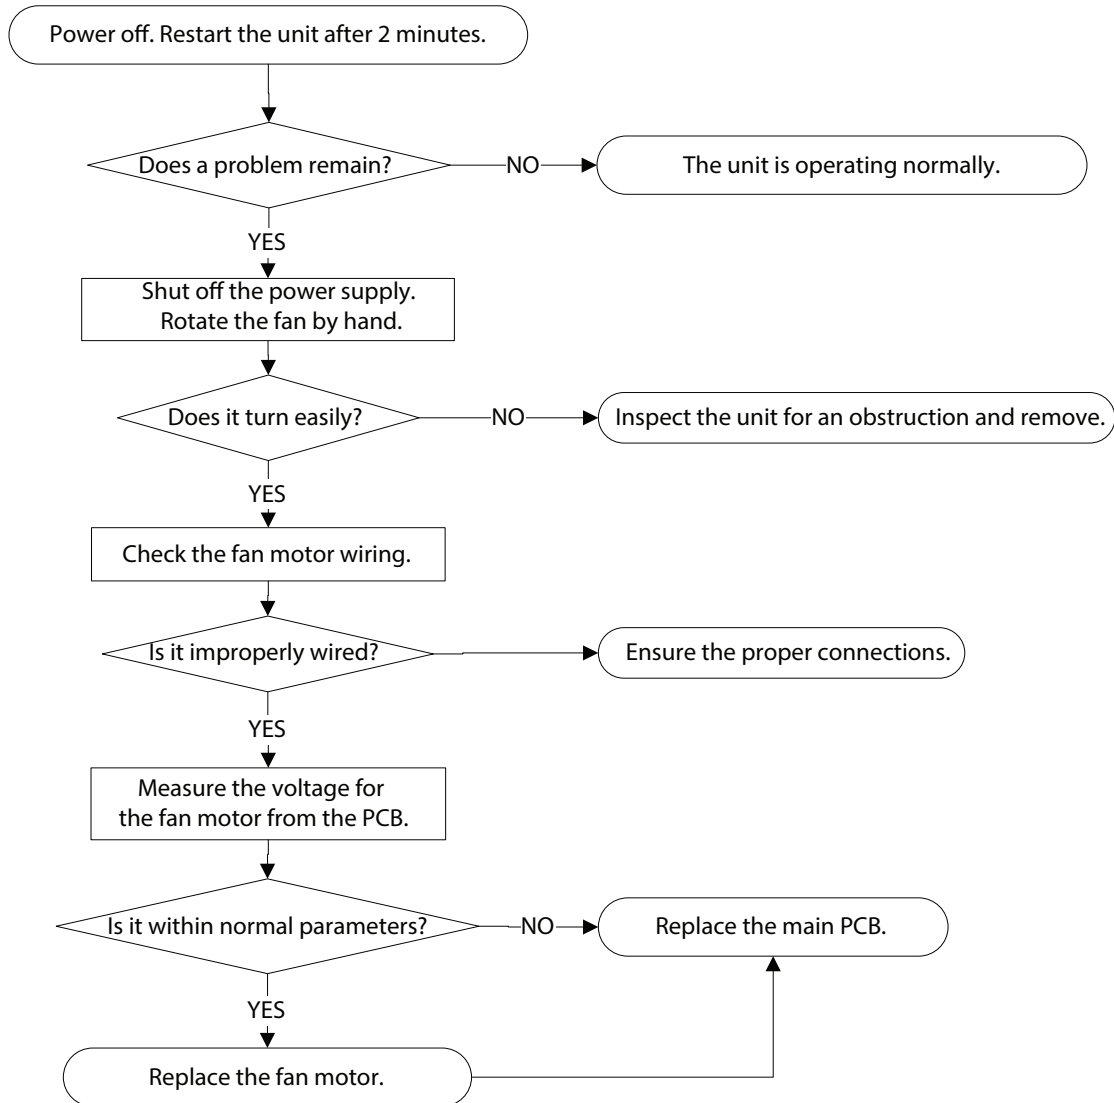 Power off. Restart the unit after 2 minutes.
Does a problem remain?
NO
The unit is operating normally.
YES
Shut off the power supply.
Rotate the fan by hand.
Does it turn easily?
NO
Inspect the unit for an obstruction and remove.
YES
Check the fan motor wiring.
Is it improperly wired?
Ensure the proper connections.
YES
Measure the voltage for
the fan motor from the PCB.
Is it within normal parameters?
NO
Replace the main PCB.
YES
Replace the fan motor.